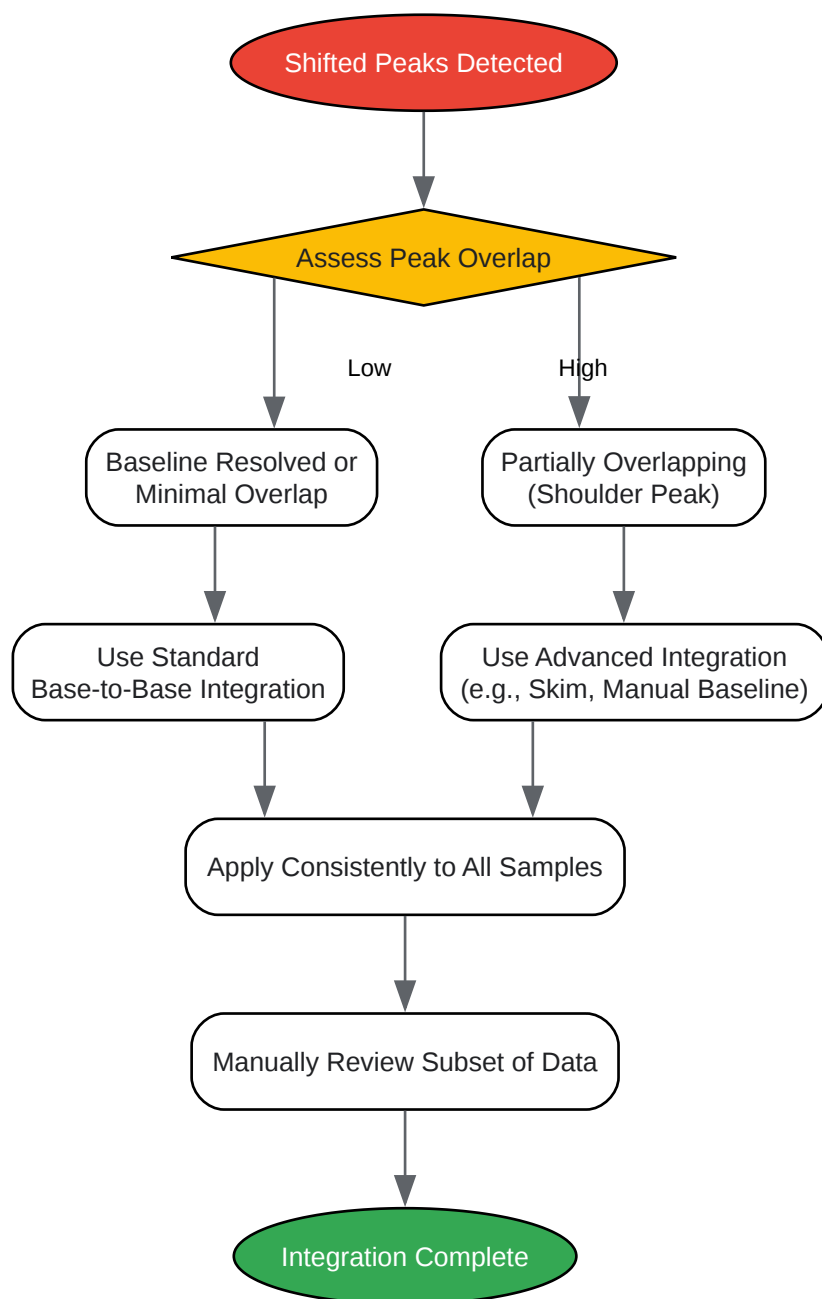 Shifted Peaks Detected
Assess Peak Overlap
Low
High
Baseline Resolved or
Minimal Overlap
Partially Overlapping
(Shoulder Peak)
Use Standard
Base-to-Base Integration
Use Advanced Integration
(e.g., Skim, Manual Baseline)
Apply Consistently to All Samples
Manually Review Subset of Data
Integration Complete